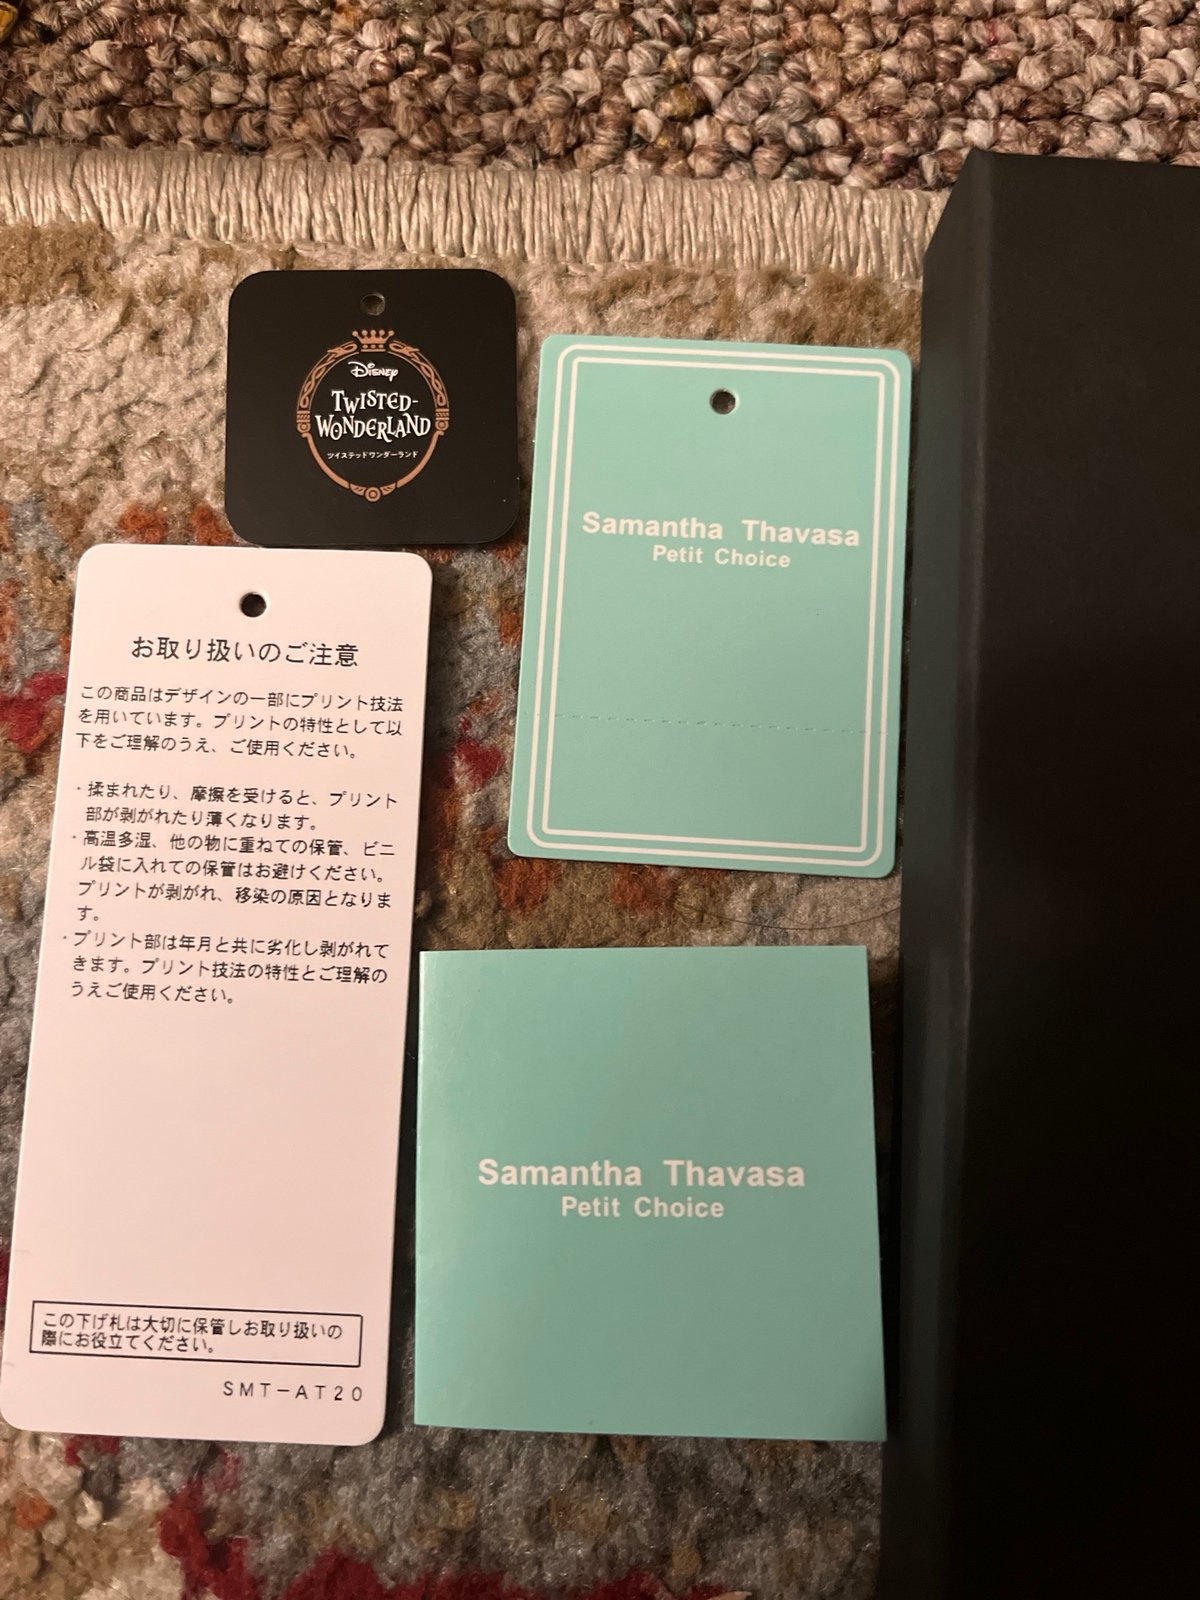 Disney
TWISTED-
WONDERLAND
ツイステッドワンダーランド
Samantha Thavasa
Petit Choice
お取り扱いのご注意
この商品はデザインの一部にプリント技法
を用いています。プリントの特性として以
下をご理解のうえ、ご使用ください。
・揉まれたり、摩擦を受けると、プリント
部が剥がれたり薄くなります。
・高温多湿、他の物に重ねての保管、ビニ
ル袋に入れての保管はお避けください。
プリントが剥がれ、移染の原因となりま
す。
・プリント部は年月と共に劣化し剥がれて
きます。プリント技法の特性とご理解の
うえご使用ください。
この下げ札は大切に保管しお取り扱いの
際にお役立てください。
SMT-AT20
Samantha Thavasa
Petit Choice